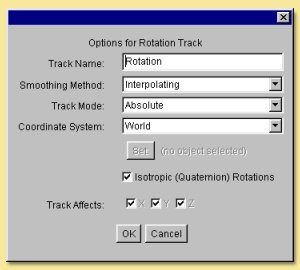 Options for Rotation Track
Track Name: Rotation
Smoothing Method: Interpolating
Track Mode: Absolute
Coordinate System: World
Set (no object selected)
Isotropic (Quaternion) Rotations
Track Affects: X Y Z
OK Cancel